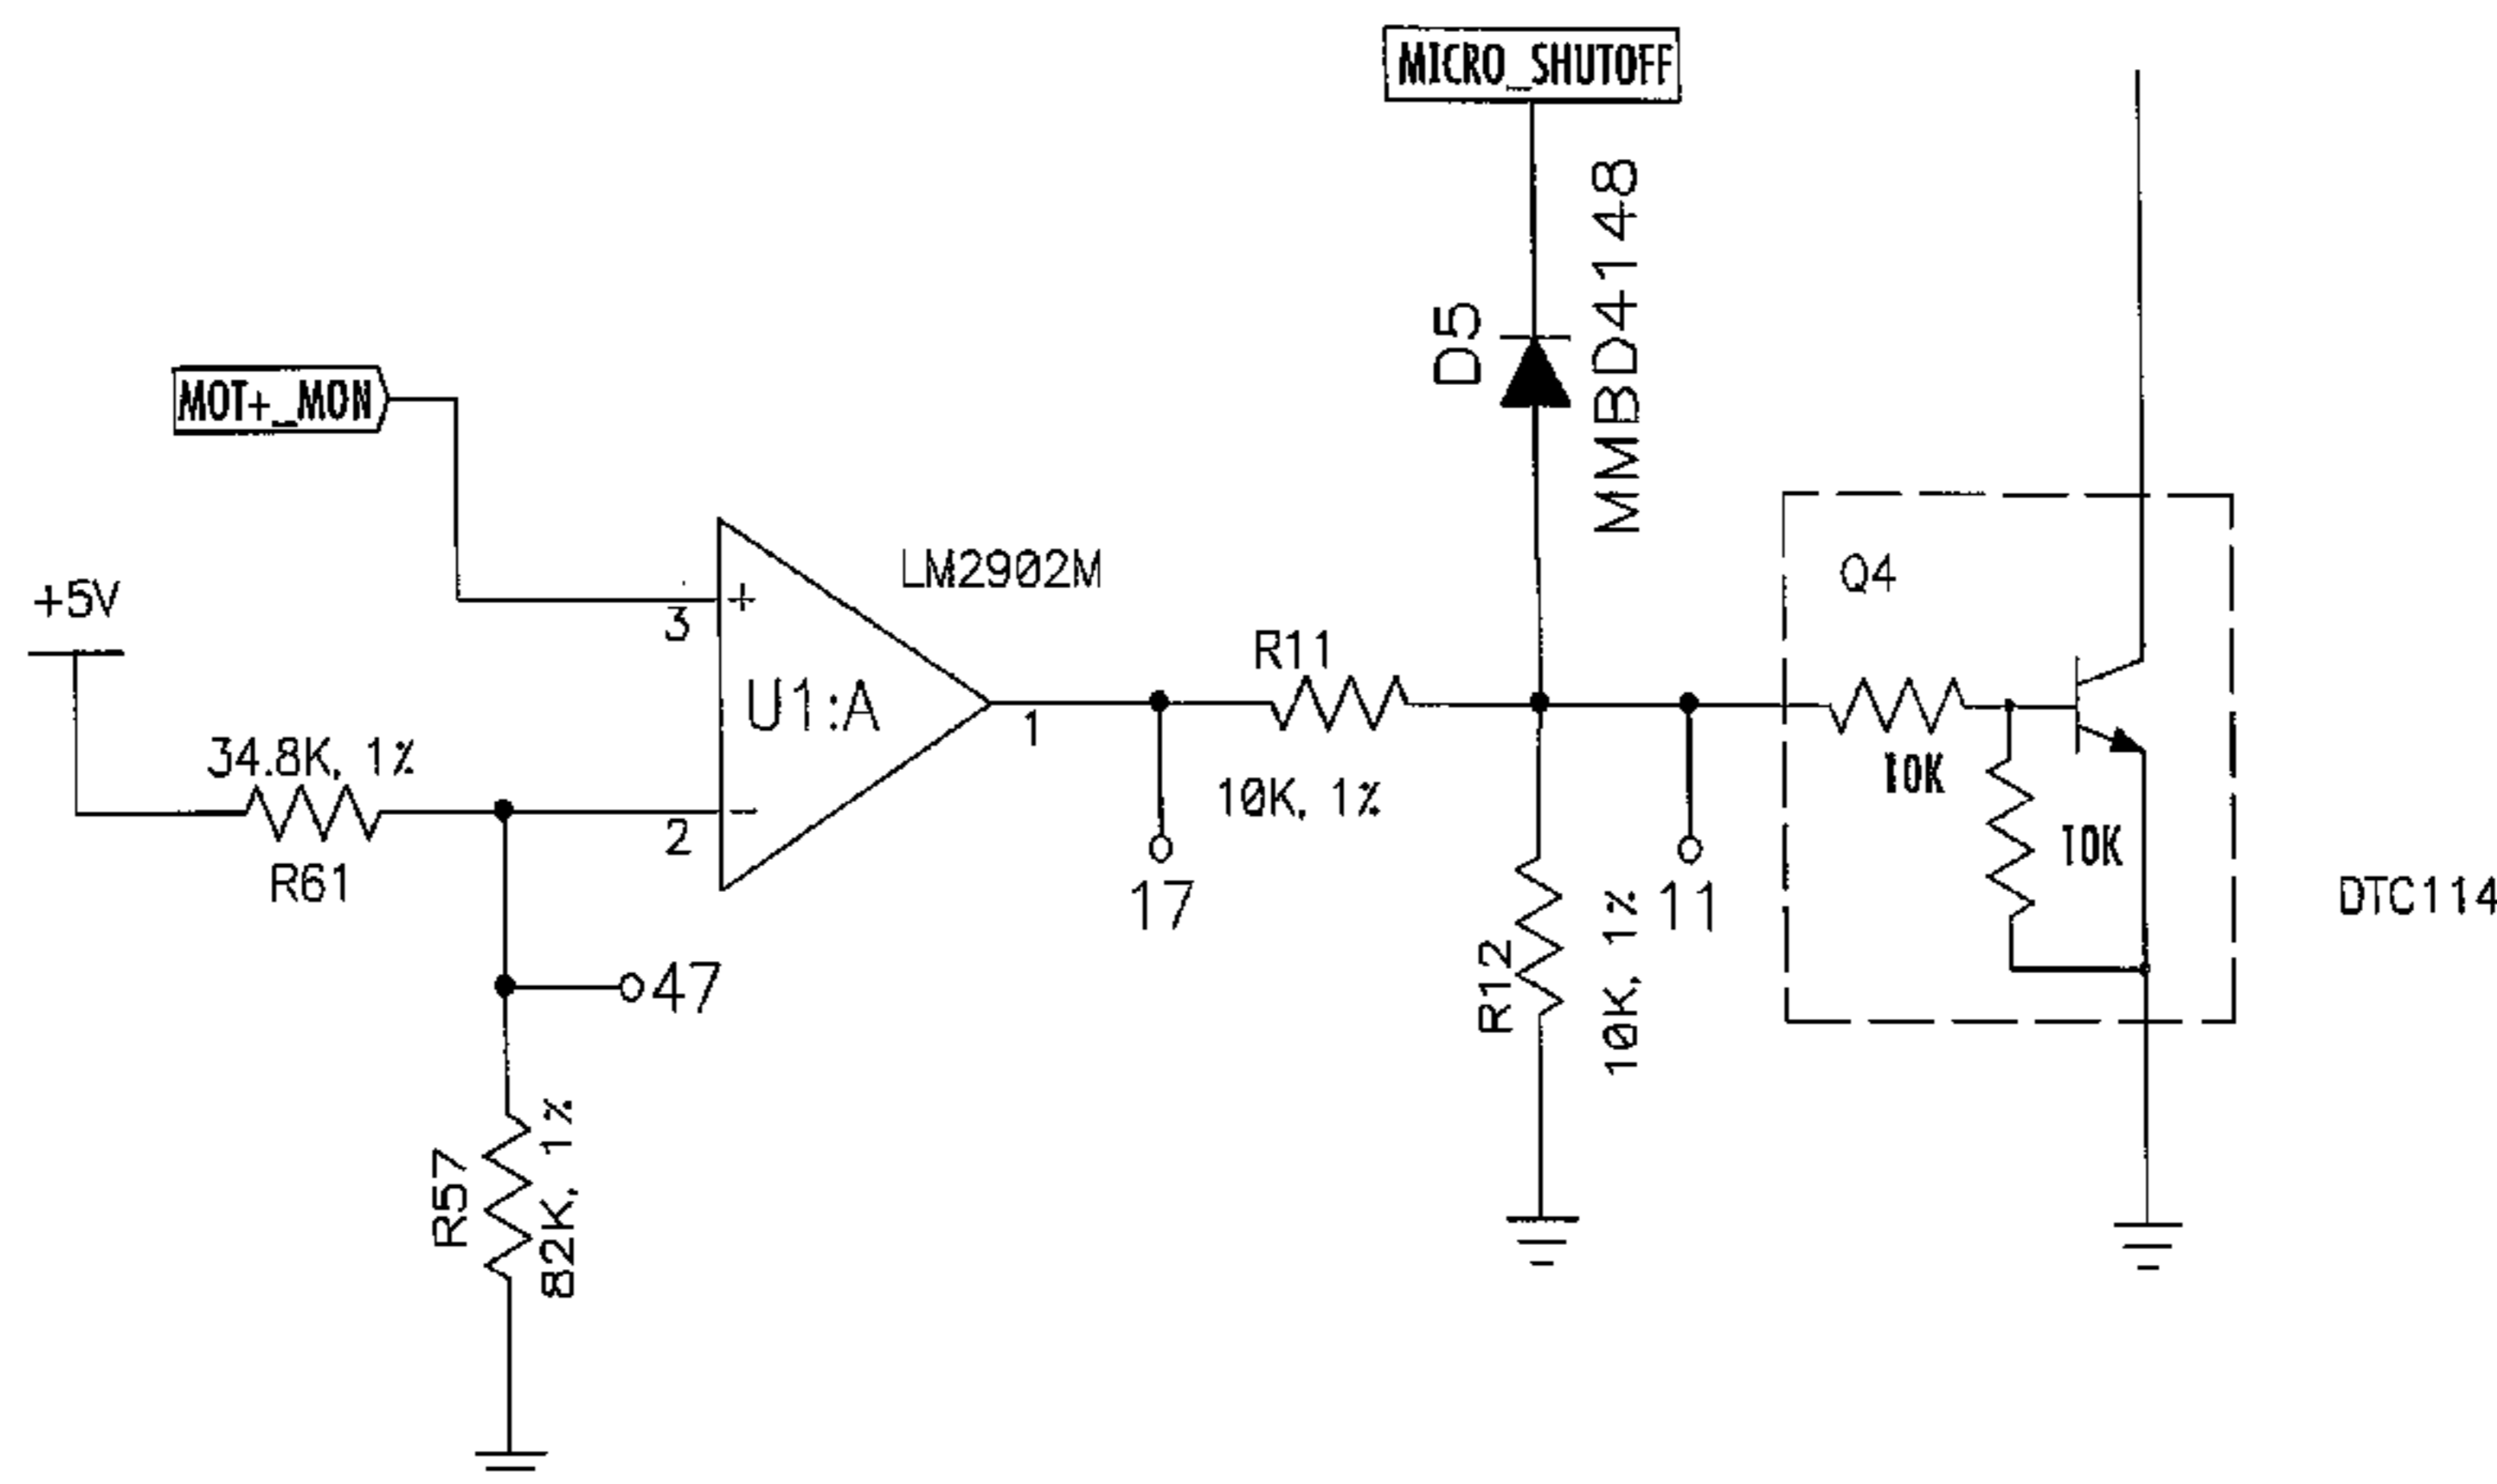 MICRO_SHUTOFF
D5
MMBD4148
MOT+_MON
+5V
3
+
LM2902M
U1:A
1
2
−
34.8K, 1%
R61
R11
10K, 1%
17
47
R57
82K, 1%
R12
10K, 1%
11
Q4
10K
10K
DTC114